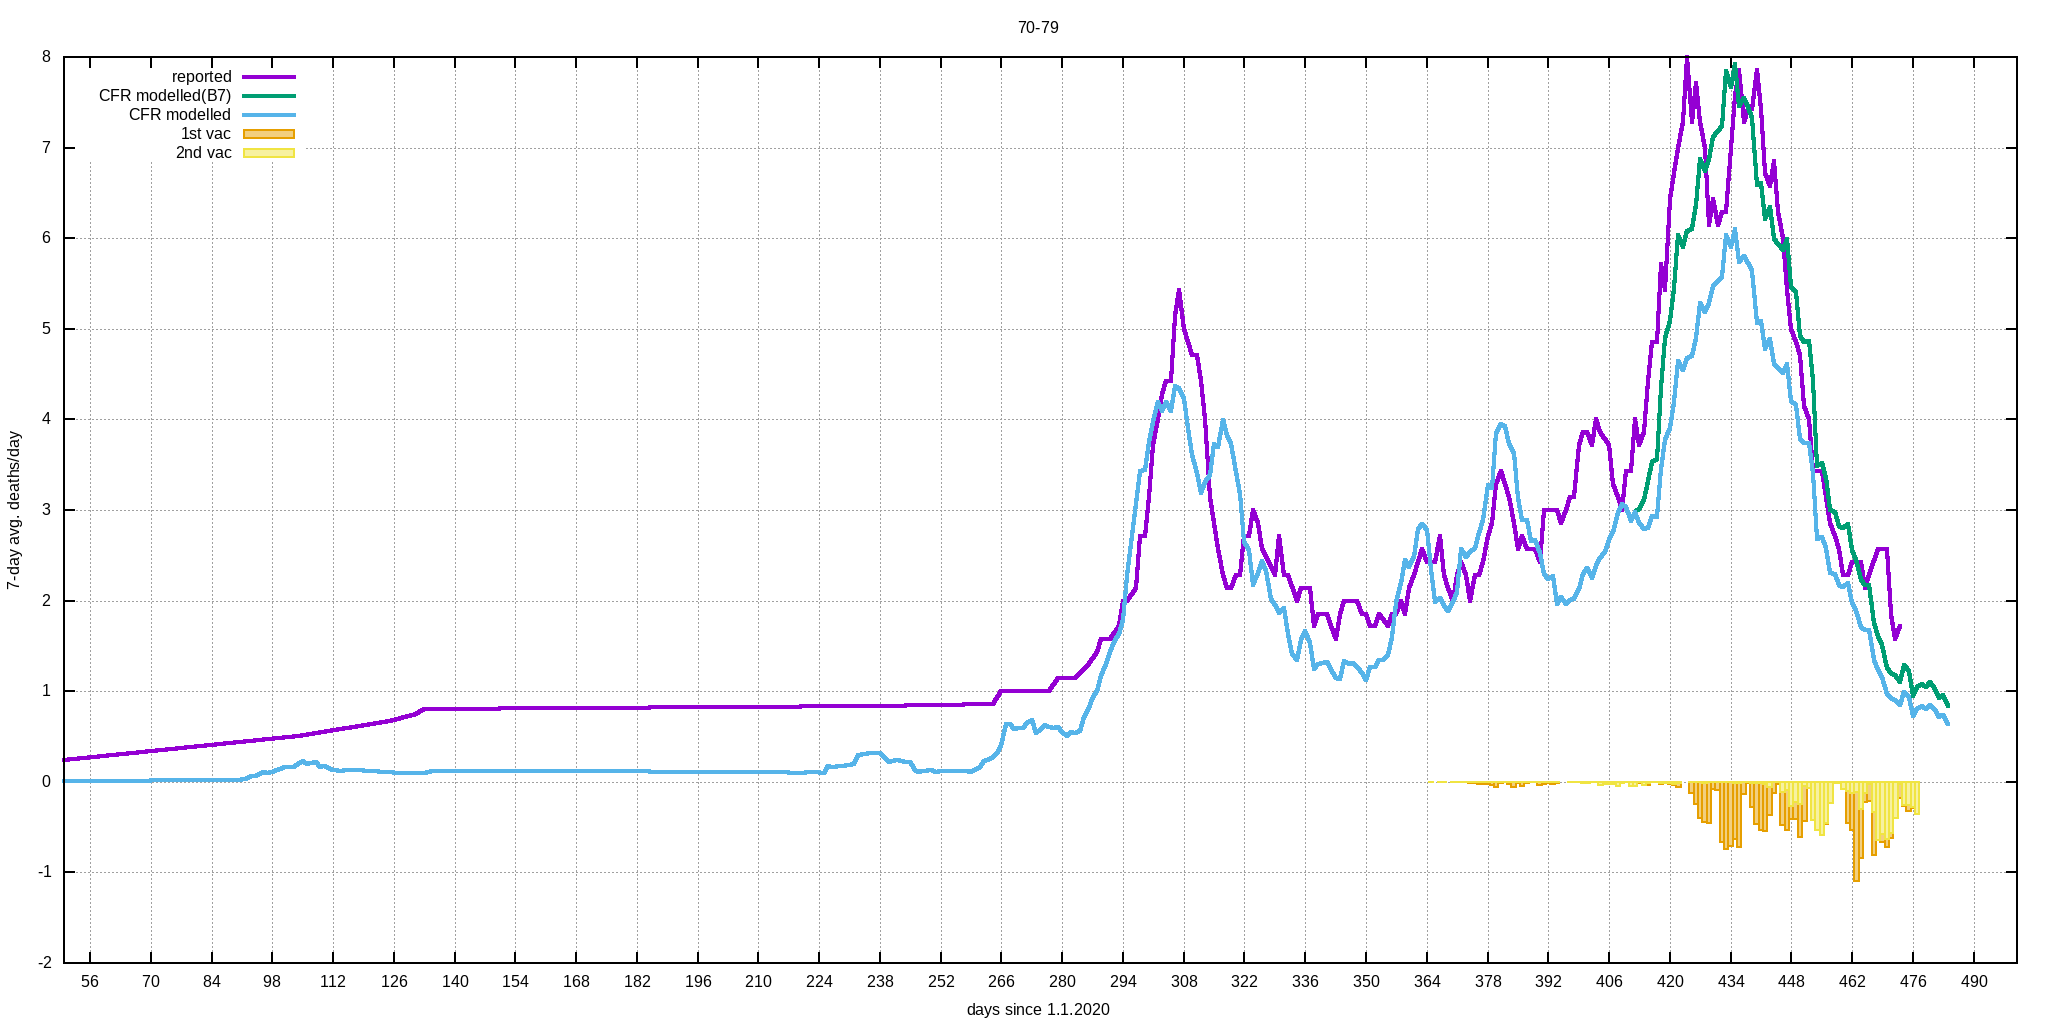 70-79
reported
CFR modelled(B7)
CFR modelled
1st vac
2nd vac
8
7
6
5
4
3
2
1
0
-1
-2
7-day avg. deaths/day
56 70 84 98 112 126 140 154 168 182 196 210 224 238 252 266 280 294 308 322 336 350 364 378 392 406 420 434 448 462 476 490
days since 1.1.2020